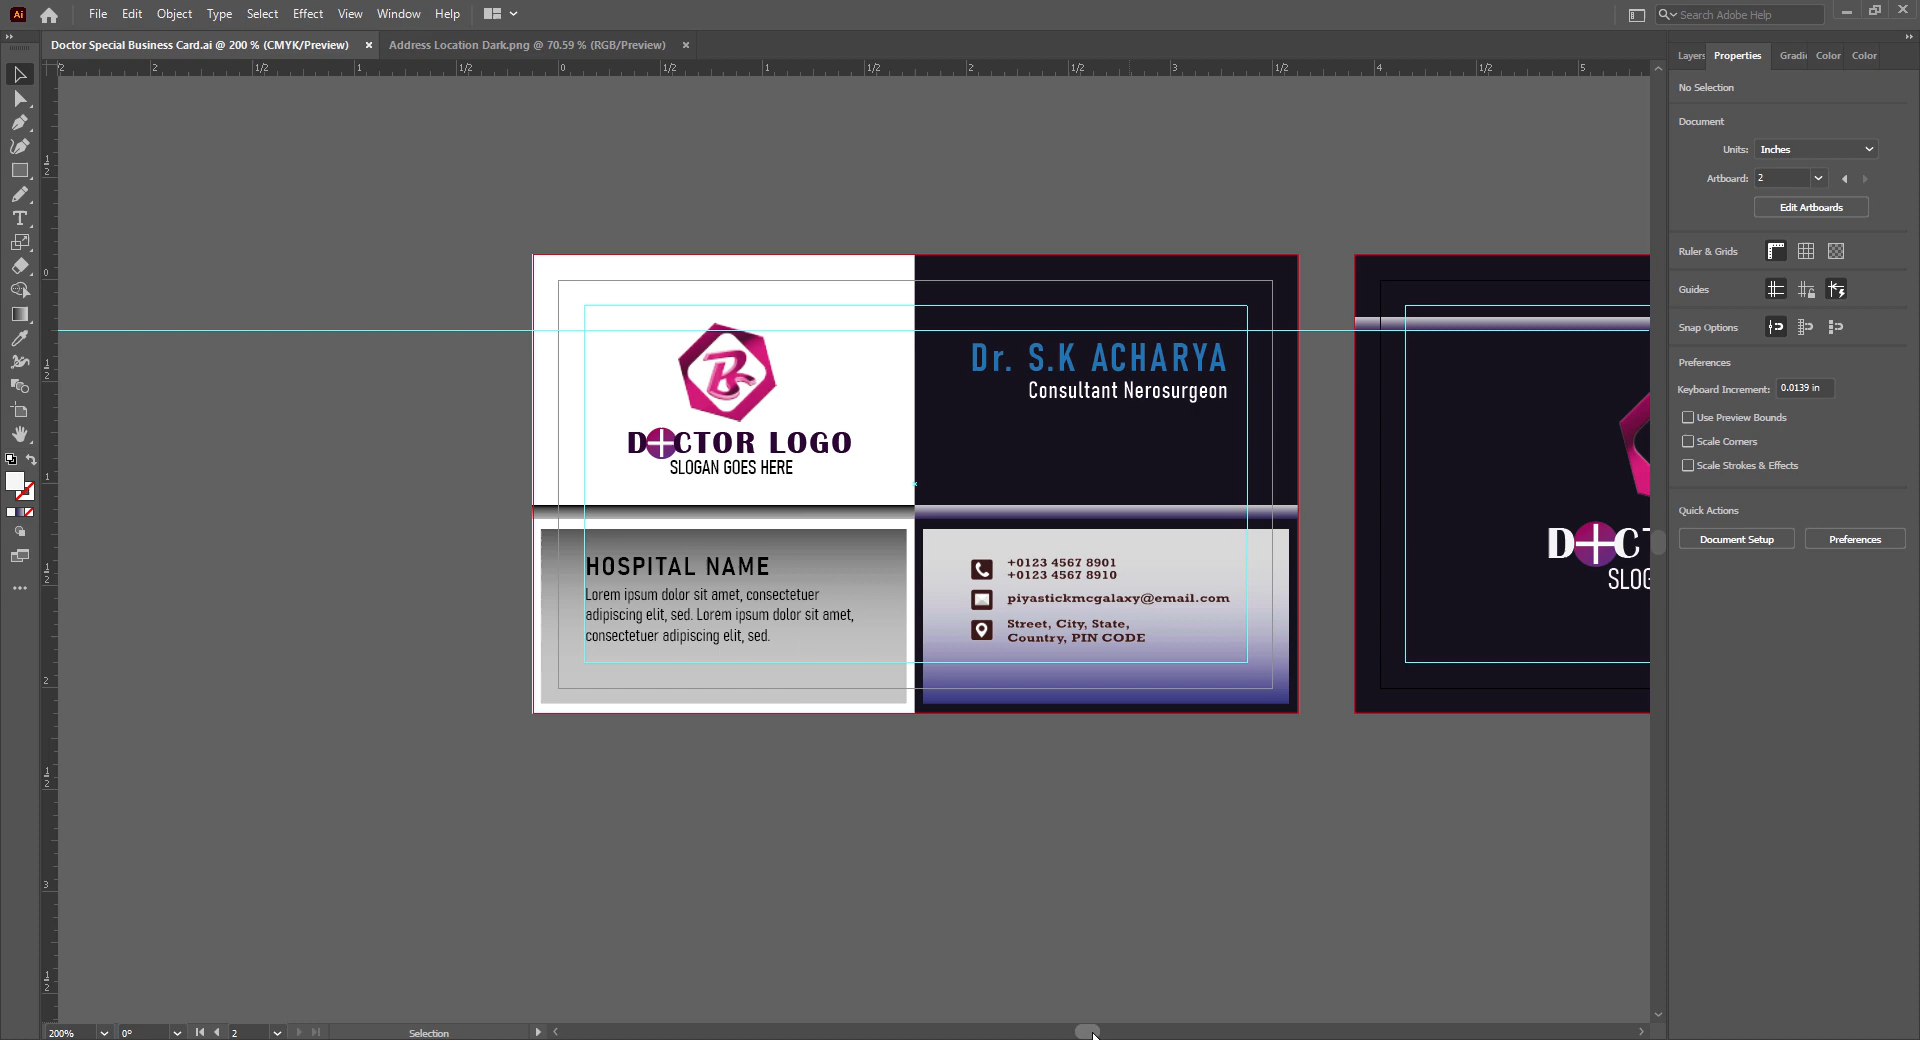 Ai
File Edit Object Type Select Effect View Window Help
Search Adobe Help
Doctor Special Business Card.ai @ 200 % (CMYK/Preview) ×
Address Location Dark.png @ 70.59 % (RGB/Preview) ×
Layers Properties Gradi Color Color
No Selection
Document
Units: Inches
Artboard: 2
Edit Artboards
Ruler & Grids
Guides
Snap Options
Preferences
Keyboard Increment: 0.0139 in
Use Preview Bounds
Scale Corners
Scale Strokes & Effects
Quick Actions
Document Setup Preferences
DOCTOR LOGO
SLOGAN GOES HERE
Dr. S.K ACHARYA
Consultant Nerosurgeon
HOSPITAL NAME
Lorem ipsum dolor sit amet, consectetuer
adipiscing elit, sed. Lorem ipsum dolor sit amet,
consectetuer adipiscing elit, sed.
+0123 4567 8901
+0123 4567 8910
piyastickmcgalaxy@email.com
Street, City, State,
Country, PIN CODE
DOCT
SLOG
200% 0° 2 Selection